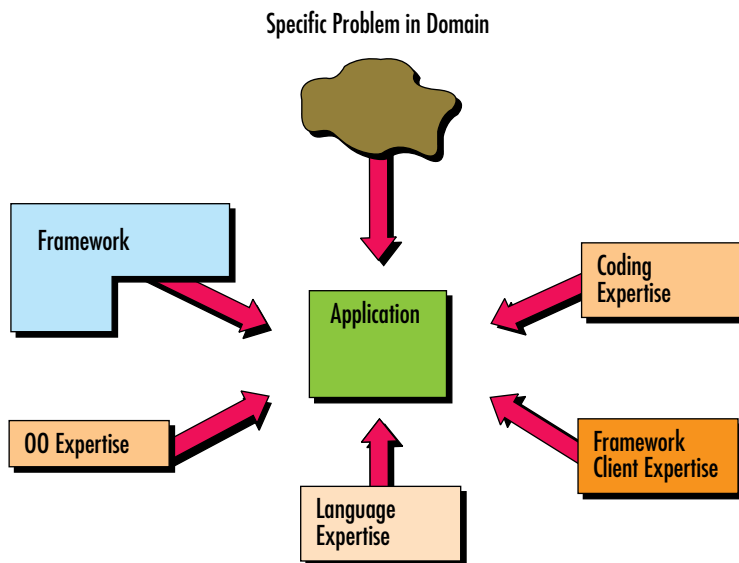 Specific Problem in Domain
Framework
Coding
Expertise
Application
OO Expertise
Framework
Client Expertise
Language
Expertise